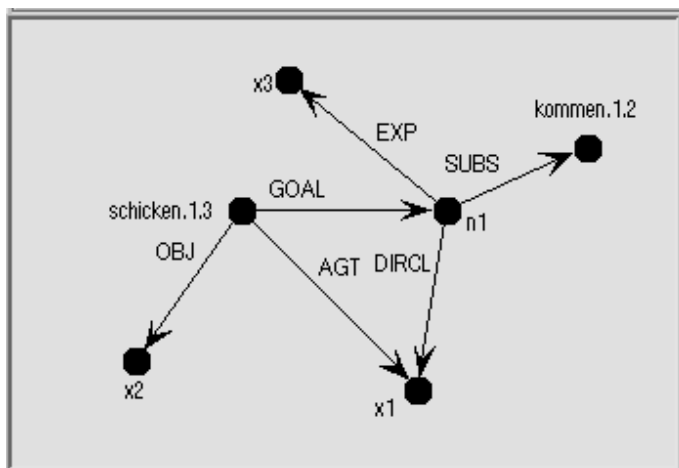 x3
EXP
kommen.1.2
SUBS
GOAL
schicken.1.3
n1
OBJ
AGT
DIRCL
x2
x1